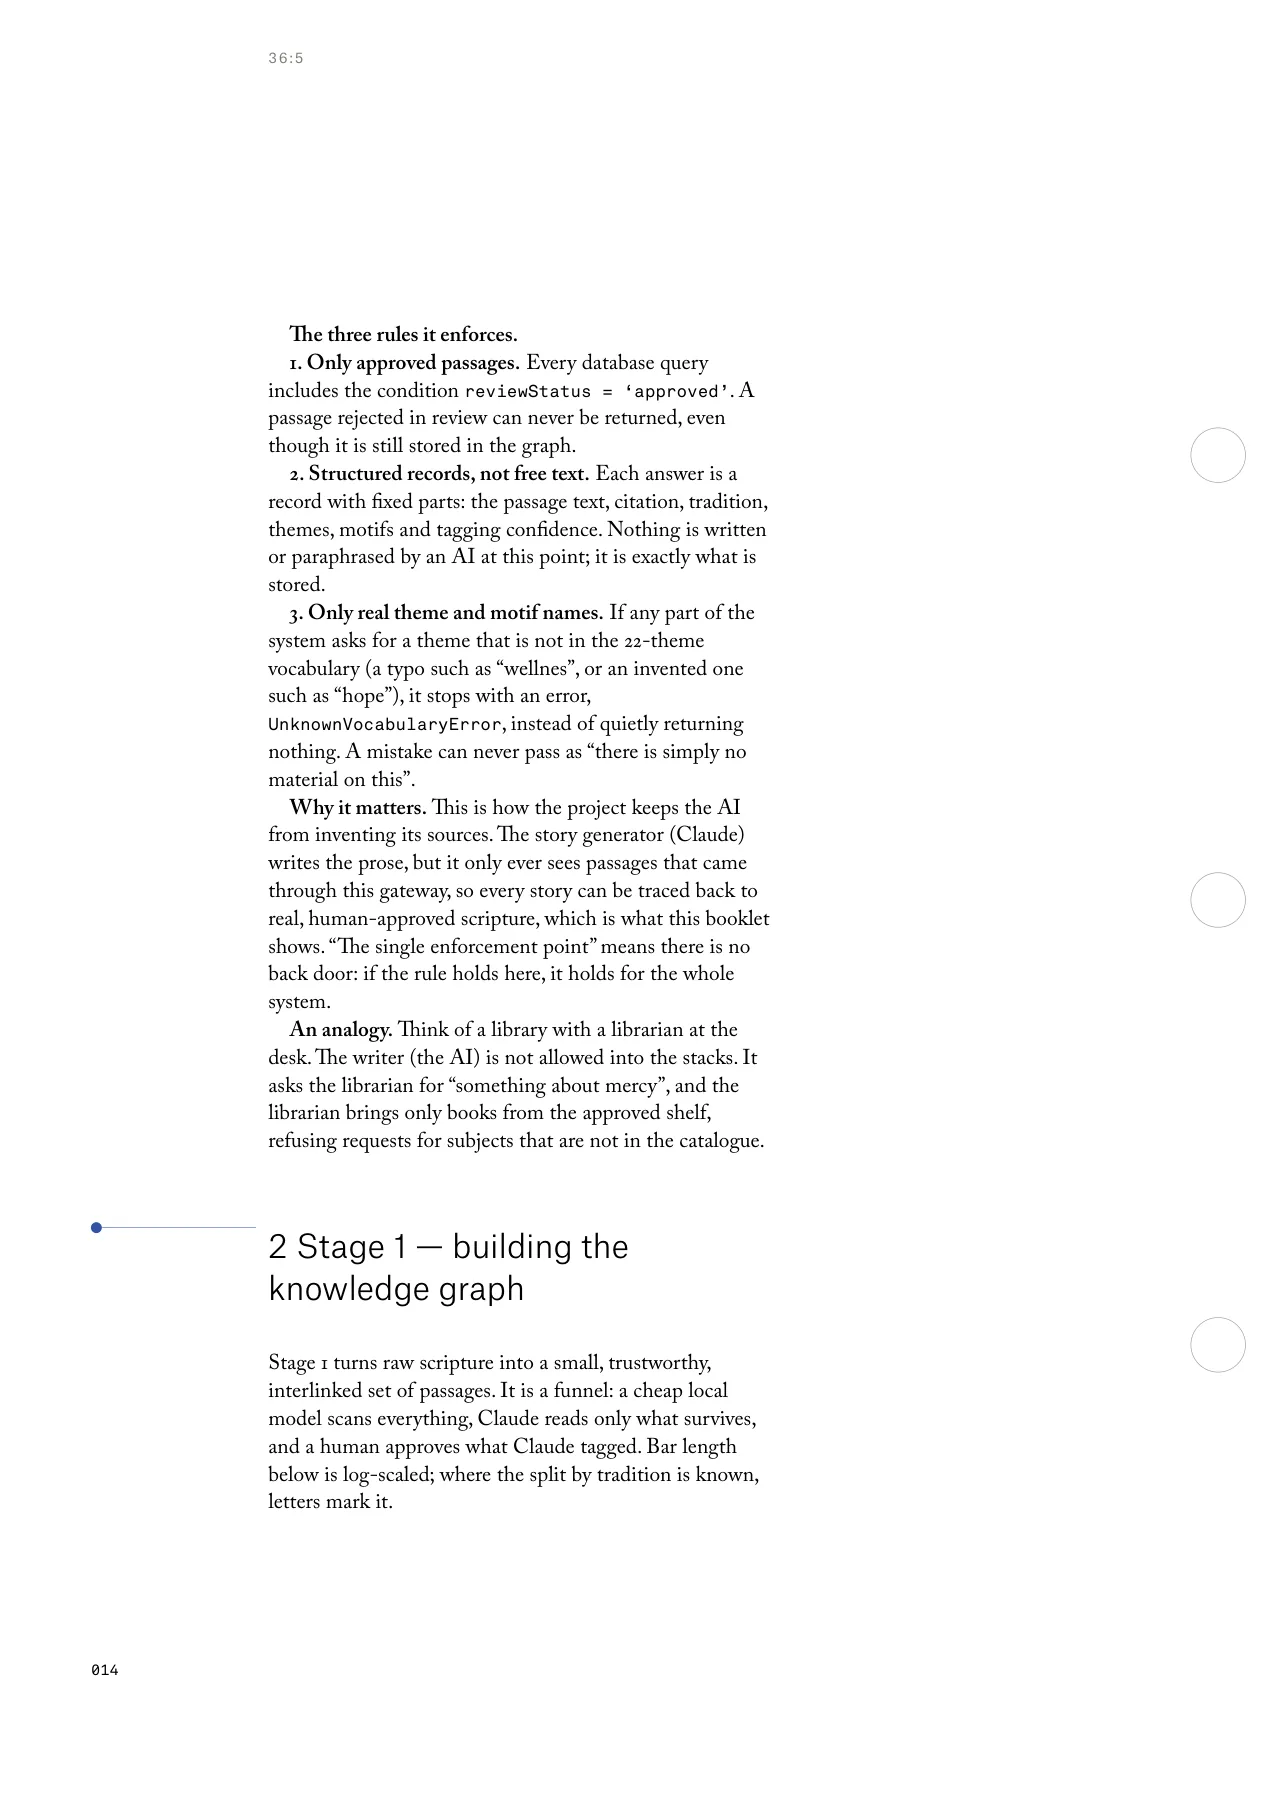 36:5
The three rules it enforces.
1. Only approved passages. Every database query
includes the condition reviewStatus = ‘approved’. A
passage rejected in review can never be returned, even
though it is still stored in the graph.
2. Structured records, not free text. Each answer is a
record with fixed parts: the passage text, citation, tradition,
themes, motifs and tagging confidence. Nothing is written
or paraphrased by an AI at this point; it is exactly what is
stored.
3. Only real theme and motif names. If any part of the
system asks for a theme that is not in the 22-theme
vocabulary (a typo such as “wellnes”, or an invented one
such as “hope”), it stops with an error,
UnknownVocabularyError, instead of quietly returning
nothing. A mistake can never pass as “there is simply no
material on this”.
Why it matters. This is how the project keeps the AI
from inventing its sources. The story generator (Claude)
writes the prose, but it only ever sees passages that came
through this gateway, so every story can be traced back to
real, human-approved scripture, which is what this booklet
shows. “The single enforcement point” means there is no
back door: if the rule holds here, it holds for the whole
system.
An analogy. Think of a library with a librarian at the
desk. The writer (the AI) is not allowed into the stacks. It
asks the librarian for “something about mercy”, and the
librarian brings only books from the approved shelf,
refusing requests for subjects that are not in the catalogue.
2 Stage 1 — building the
knowledge graph
Stage 1 turns raw scripture into a small, trustworthy,
interlinked set of passages. It is a funnel: a cheap local
model scans everything, Claude reads only what survives,
and a human approves what Claude tagged. Bar length
below is log-scaled; where the split by tradition is known,
letters mark it.
014